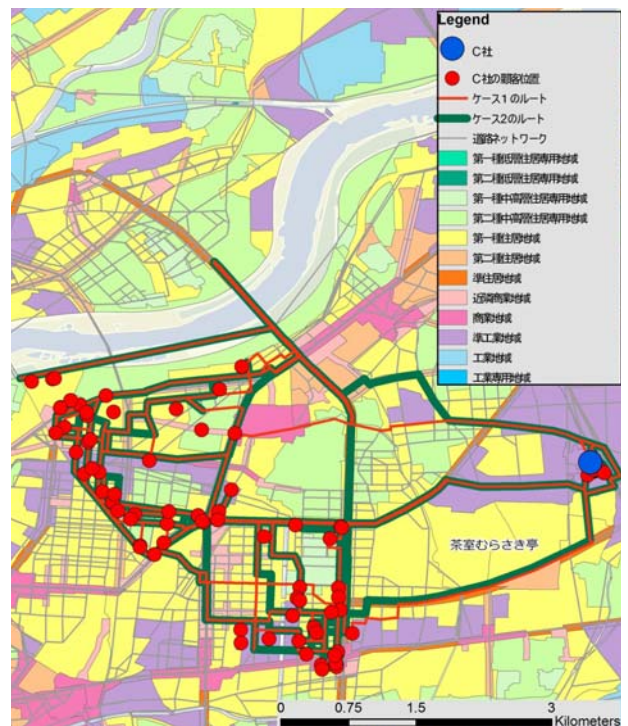 Legend
C社
C社の顧客位置
ケース1のルート
ケース2のルート
道路ネットワーク
第一種低層住居専用地域
第二種低層住居専用地域
第一種中高層住居専用地域
第二種中高層住居専用地域
第一種住居地域
第二種住居地域
準住居地域
近隣商業地域
商業地域
準工業地域
工業地域
工業専用地域
茶室むらさき亭
0 0.75 1.5 3
Kilometers